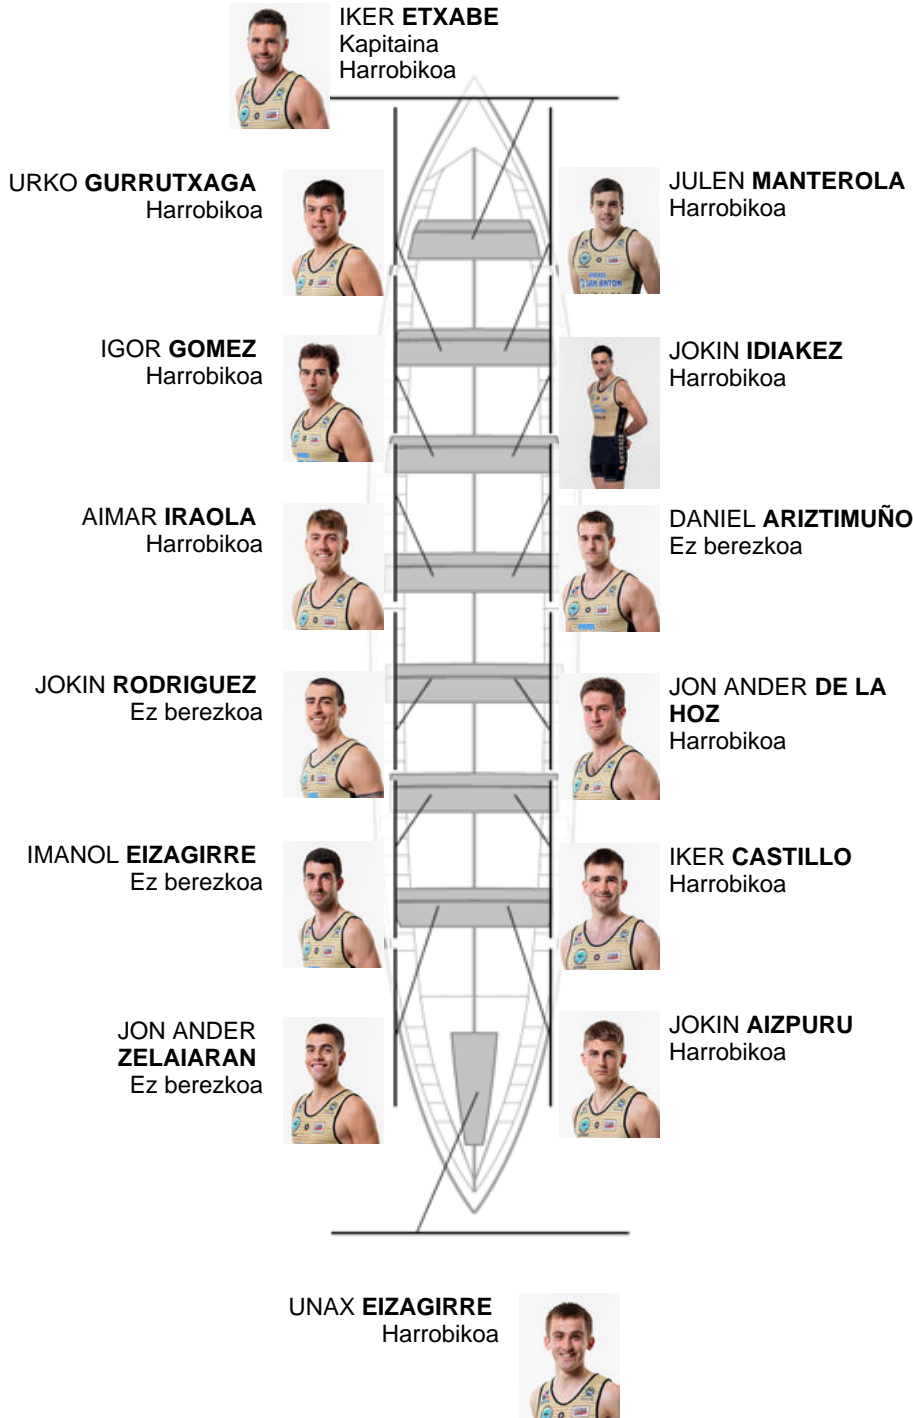 IKER ETXABE
Kapitaina
Harrobikoa
URKO GURRUTXAGA
Harrobikoa
JULEN MANTEROLA
Harrobikoa
IGOR GOMEZ
Harrobikoa
JOKIN IDIAKEZ
Harrobikoa
AIMAR IRAOLA
Harrobikoa
DANIEL ARIZTIMUÑO
Ez berezkoa
JOKIN RODRIGUEZ
Ez berezkoa
JON ANDER DE LA
HOZ
Harrobikoa
IMANOL EIZAGIRRE
Ez berezkoa
IKER CASTILLO
Harrobikoa
JON ANDER
ZELAIARAN
Ez berezkoa
JOKIN AIZPURU
Harrobikoa
UNAX EIZAGIRRE
Harrobikoa